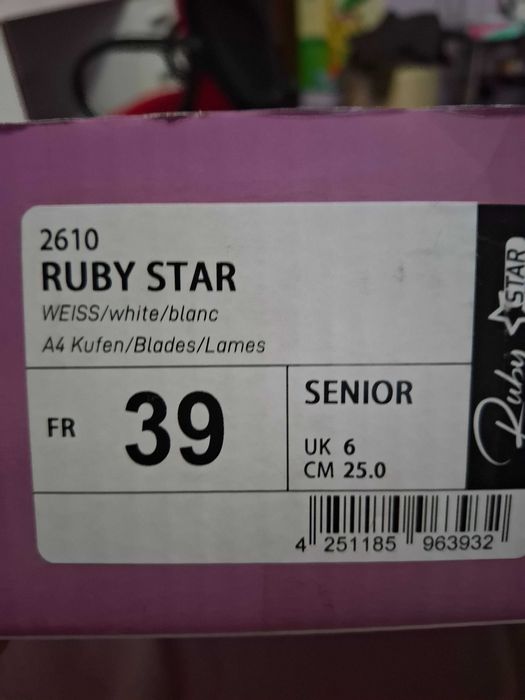 2610
RUBY STAR
WEISS/white/blanc
A4 Kufen/Blades/Lames
FR 39
SENIOR
UK 6
CM 25.0
4 251185 963932
Ruby STAR